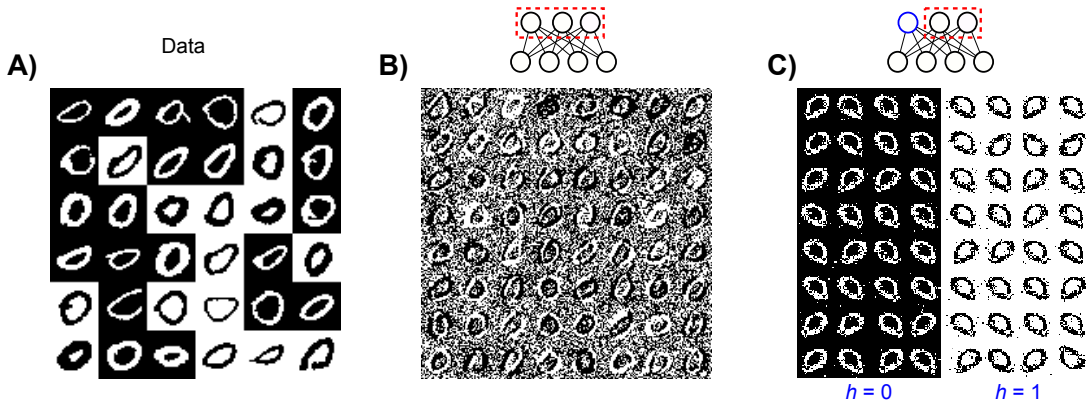 A)
Data
B)
C)
h = 0
h = 1